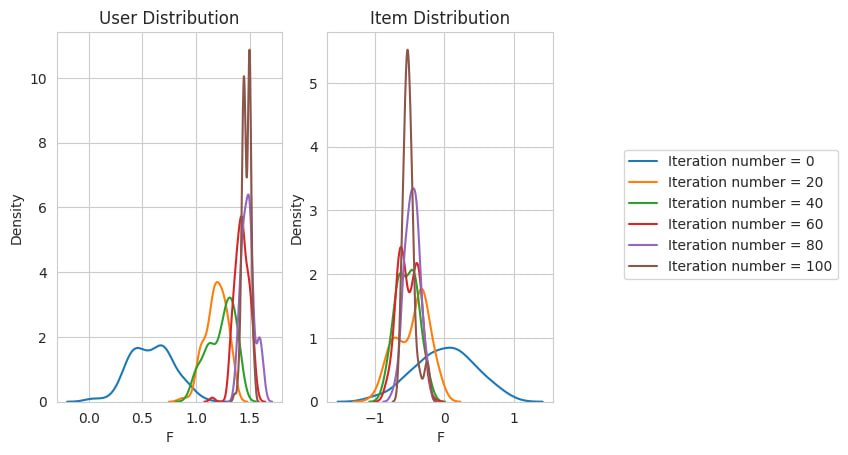 User Distribution
Density
10
8
6
4
2
0
0.0 0.5 1.0 1.5
F
Item Distribution
Density
5
4
3
2
1
0
−1 0 1
F
Iteration number = 0
Iteration number = 20
Iteration number = 40
Iteration number = 60
Iteration number = 80
Iteration number = 100